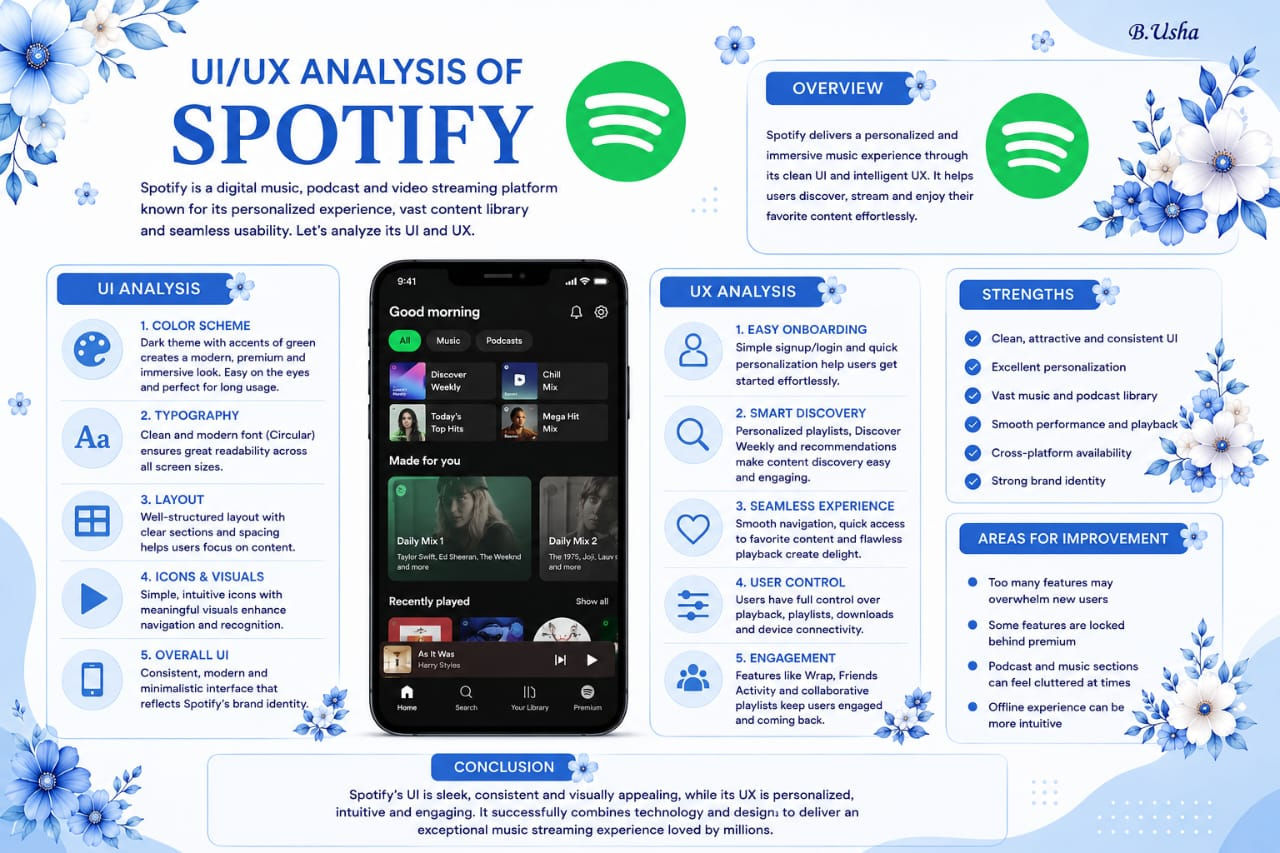 B.Usha
UI/UX ANALYSIS OF
SPOTIFY
Spotify is a digital music, podcast and video streaming platform
known for its personalized experience, vast content library
and seamless usability. Let's analyze its UI and UX.
OVERVIEW
Spotify delivers a personalized and
immersive music experience through
its clean UI and intelligent UX. It helps
users discover, stream and enjoy their
favorite content effortlessly.
UI ANALYSIS
1. COLOR SCHEME
Dark theme with accents of green
creates a modern, premium and
immersive look. Easy on the eyes
and perfect for long usage.
Aa
2. TYPOGRAPHY
Clean and modern font (Circular)
ensures great readability across
all screen sizes.
3. LAYOUT
Well-structured layout with
clear sections and spacing
helps users focus on content.
4. ICONS & VISUALS
Simple, intuitive icons with
meaningful visuals enhance
navigation and recognition.
5. OVERALL UI
Consistent, modern and
minimalistic interface that
reflects Spotify's brand identity.
9:41
Good morning
All
Music
Podcasts
Discover
Weekly
Chill
Mix
Today's
Top Hits
Mega Hit
Mix
Made for you
Daily Mix 1
Taylor Swift, Ed Sheeran, The Weeknd
and more
Daily Mix 2
The 1975, Joji, Lauv
and more
Recently played
Show all
As It Was
Harry Styles
Home
Search
Your Library
Premium
UX ANALYSIS
1. EASY ONBOARDING
Simple signup/login and quick
personalization help users get
started effortlessly.
2. SMART DISCOVERY
Personalized playlists, Discover
Weekly and recommendations
make content discovery easy
and engaging.
3. SEAMLESS EXPERIENCE
Smooth navigation, quick access
to favorite content and flawless
playback create delight.
4. USER CONTROL
Users have full control over
playback, playlists, downloads
and device connectivity.
5. ENGAGEMENT
Features like Wrap, Friends
Activity and collaborative
playlists keep users engaged
and coming back.
STRENGTHS
Clean, attractive and consistent UI
Excellent personalization
Vast music and podcast library
Smooth performance and playback
Cross-platform availability
Strong brand identity
AREAS FOR IMPROVEMENT
Too many features may
overwhelm new users
Some features are locked
behind premium
Podcast and music sections
can feel cluttered at times
Offline experience can be
more intuitive
CONCLUSION
Spotify's UI is sleek, consistent and visually appealing, while its UX is personalized,
intuitive and engaging. It successfully combines technology and designs to deliver an
exceptional music streaming experience loved by millions.